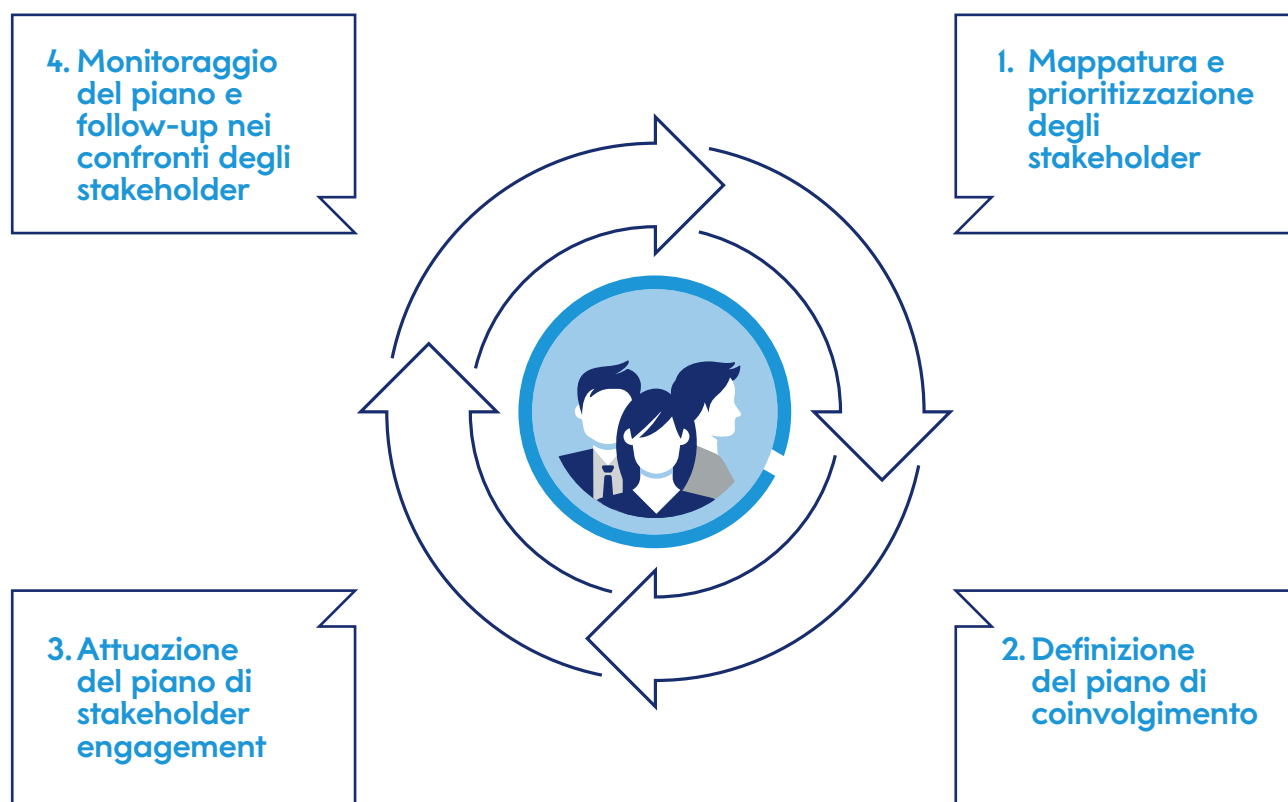 4. Monitoraggio
del piano e
follow-up nei
confronti degli
stakeholder
1. Mappatura e
prioritizzazione
degli
stakeholder
3. Attuazione
del piano di
stakeholder
engagement
2. Definizione
del piano di
coinvolgimento